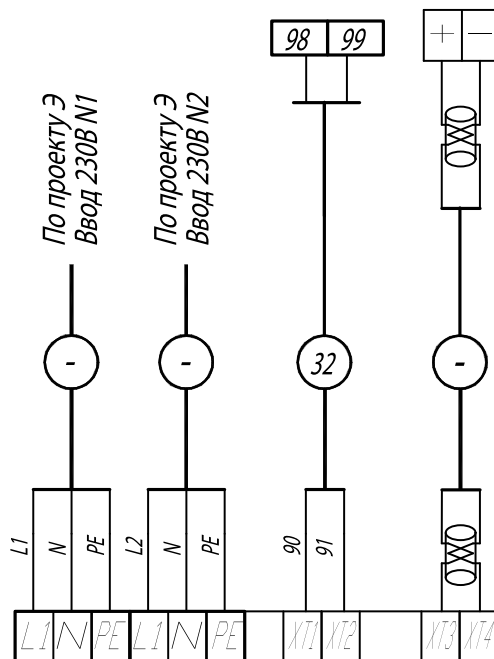 98 99
+ −
По проекту Э
Ввод 230В N1
По проекту Э
Ввод 230В N2
- - 32 -
L1 N PE L2 N PE 90 91
L1 N PE L1 N PE XT1 XT2 XT3 XT4